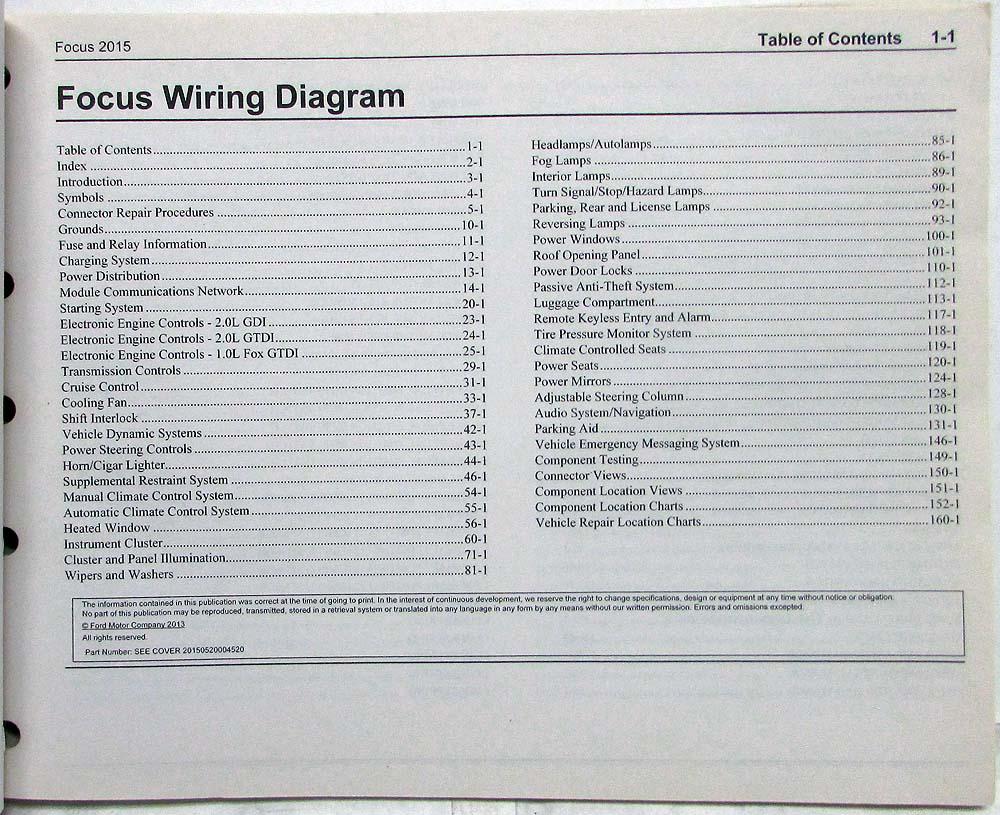 Focus 2015
Table of Contents 1-1
Focus Wiring Diagram
Table of Contents 1-1
Index 2-1
Introduction 3-1
Symbols 4-1
Connector Repair Procedures 5-1
Grounds 10-1
Fuse and Relay Information 11-1
Charging System 12-1
Power Distribution 13-1
Module Communications Network 14-1
Starting System 20-1
Electronic Engine Controls - 2.0L GDI 23-1
Electronic Engine Controls - 2.0L GTDI 24-1
Electronic Engine Controls - 1.0L Fox GTDI 25-1
Transmission Controls 29-1
Cruise Control 31-1
Cooling Fan 33-1
Shift Interlock 37-1
Vehicle Dynamic Systems 42-1
Power Steering Controls 43-1
Horn/Cigar Lighter 44-1
Supplemental Restraint System 46-1
Manual Climate Control System 54-1
Automatic Climate Control System 55-1
Heated Window 56-1
Instrument Cluster 60-1
Cluster and Panel Illumination 71-1
Wipers and Washers 81-1
Headlamps/Autolamps 85-1
Fog Lamps 86-1
Interior Lamps 89-1
Turn Signal/Stop/Hazard Lamps 90-1
Parking, Rear and License Lamps 92-1
Reversing Lamps 93-1
Power Windows 100-1
Roof Opening Panel 101-1
Power Door Locks 110-1
Passive Anti-Theft System 112-1
Luggage Compartment 113-1
Remote Keyless Entry and Alarm 117-1
Tire Pressure Monitor System 118-1
Climate Controlled Seats 119-1
Power Seats 120-1
Power Mirrors 124-1
Adjustable Steering Column 128-1
Audio System/Navigation 130-1
Parking Aid 131-1
Vehicle Emergency Messaging System 146-1
Component Testing 149-1
Connector Views 150-1
Component Location Views 151-1
Component Location Charts 152-1
Vehicle Repair Location Charts 160-1
The information contained in this publication was correct at the time of going to print. In the interest of continuous development, we reserve the right to change specifications, design or equipment at any time without notice or obligation.
No part of this publication may be reproduced, transmitted, stored in a retrieval system or translated into any language in any form by any means without our written permission. Errors and omissions excepted.
© Ford Motor Company 2013
All rights reserved.
Part Number: SEE COVER 20150520004520